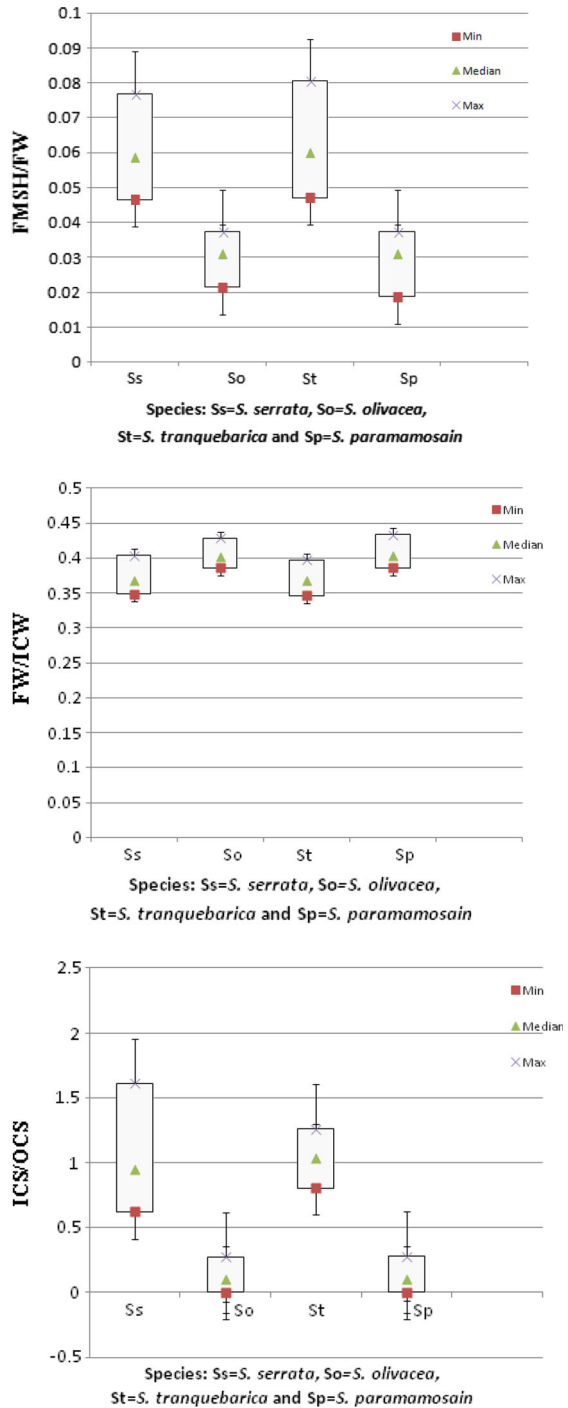 0.1
0.09
0.08
0.07
0.06
0.05
0.04
0.03
0.02
0.01
0
FMSH/FW
Min
Median
Max
Ss So St Sp
Species: Ss=S. serrata, So=S. olivacea,
St=S. tranquebarica and Sp=S. paramamosain
0.5
0.45
0.4
0.35
0.3
0.25
0.2
0.15
0.1
0.05
0
FW/ICW
Min
Median
Max
Ss So St Sp
Species: Ss=S. serrata, So=S. olivacea,
St=S. tranquebarica and Sp=S. paramamosain
2.5
2
1.5
1
0.5
0
-0.5
ICS/OCS
Min
Median
Max
Ss So St Sp
Species: Ss=S. serrata, So=S. olivacea,
St=S. tranquebarica and Sp=S. paramamosain